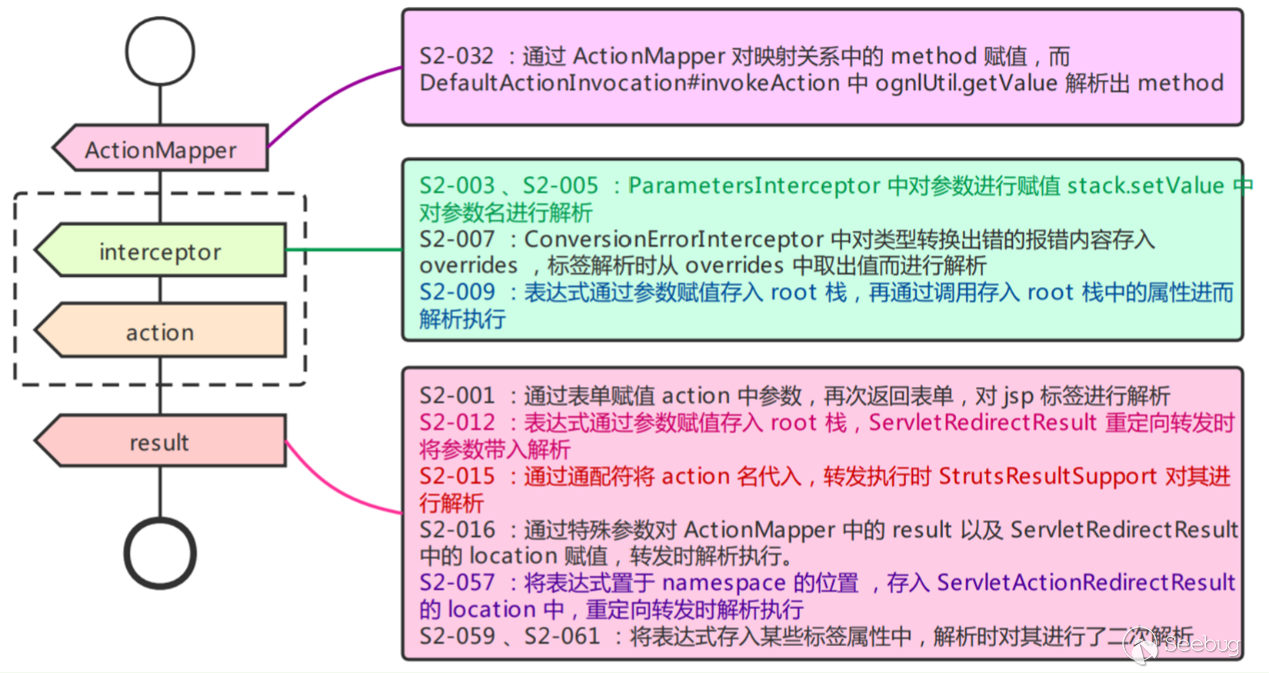 ActionMapper
interceptor
action
result
S2-032 ：通过 ActionMapper 对映射关系中的 method 赋值，而
DefaultActionInvocation#invokeAction 中 ognlUtil.getValue 解析出 method
S2-003 、S2-005 ：ParametersInterceptor 中对参数进行赋值 stack.setValue 中
对参数名进行解析
S2-007 ：ConversionErrorInterceptor 中对类型转换出错的报错内容存入
overrides ，标签解析时从 overrides 中取出值而进行解析
S2-009 ：表达式通过参数赋值存入 root 栈，再通过调用存入 root 栈中的属性进而
解析执行
S2-001 ：通过表单赋值 action 中参数，再次返回表单，对 jsp 标签进行解析
S2-012 ：表达式通过参数赋值存入 root 栈，ServletRedirectResult 重定向转发时
将参数带入解析
S2-015 ：通过通配符将 action 名代入，转发执行时 StrutsResultSupport 对其进
行解析
S2-016 ：通过特殊参数对 ActionMapper 中的 result 以及 ServletRedirectResult
中的 location 赋值，转发时解析执行。
S2-057 ：将表达式置于 namespace 的位置 ，存入 ServletActionRedirectResult
的 location 中，重定向转发时解析执行
S2-059 、S2-061 ：将表达式存入某些标签属性中，解析时对其进行了二次解析
Seebug